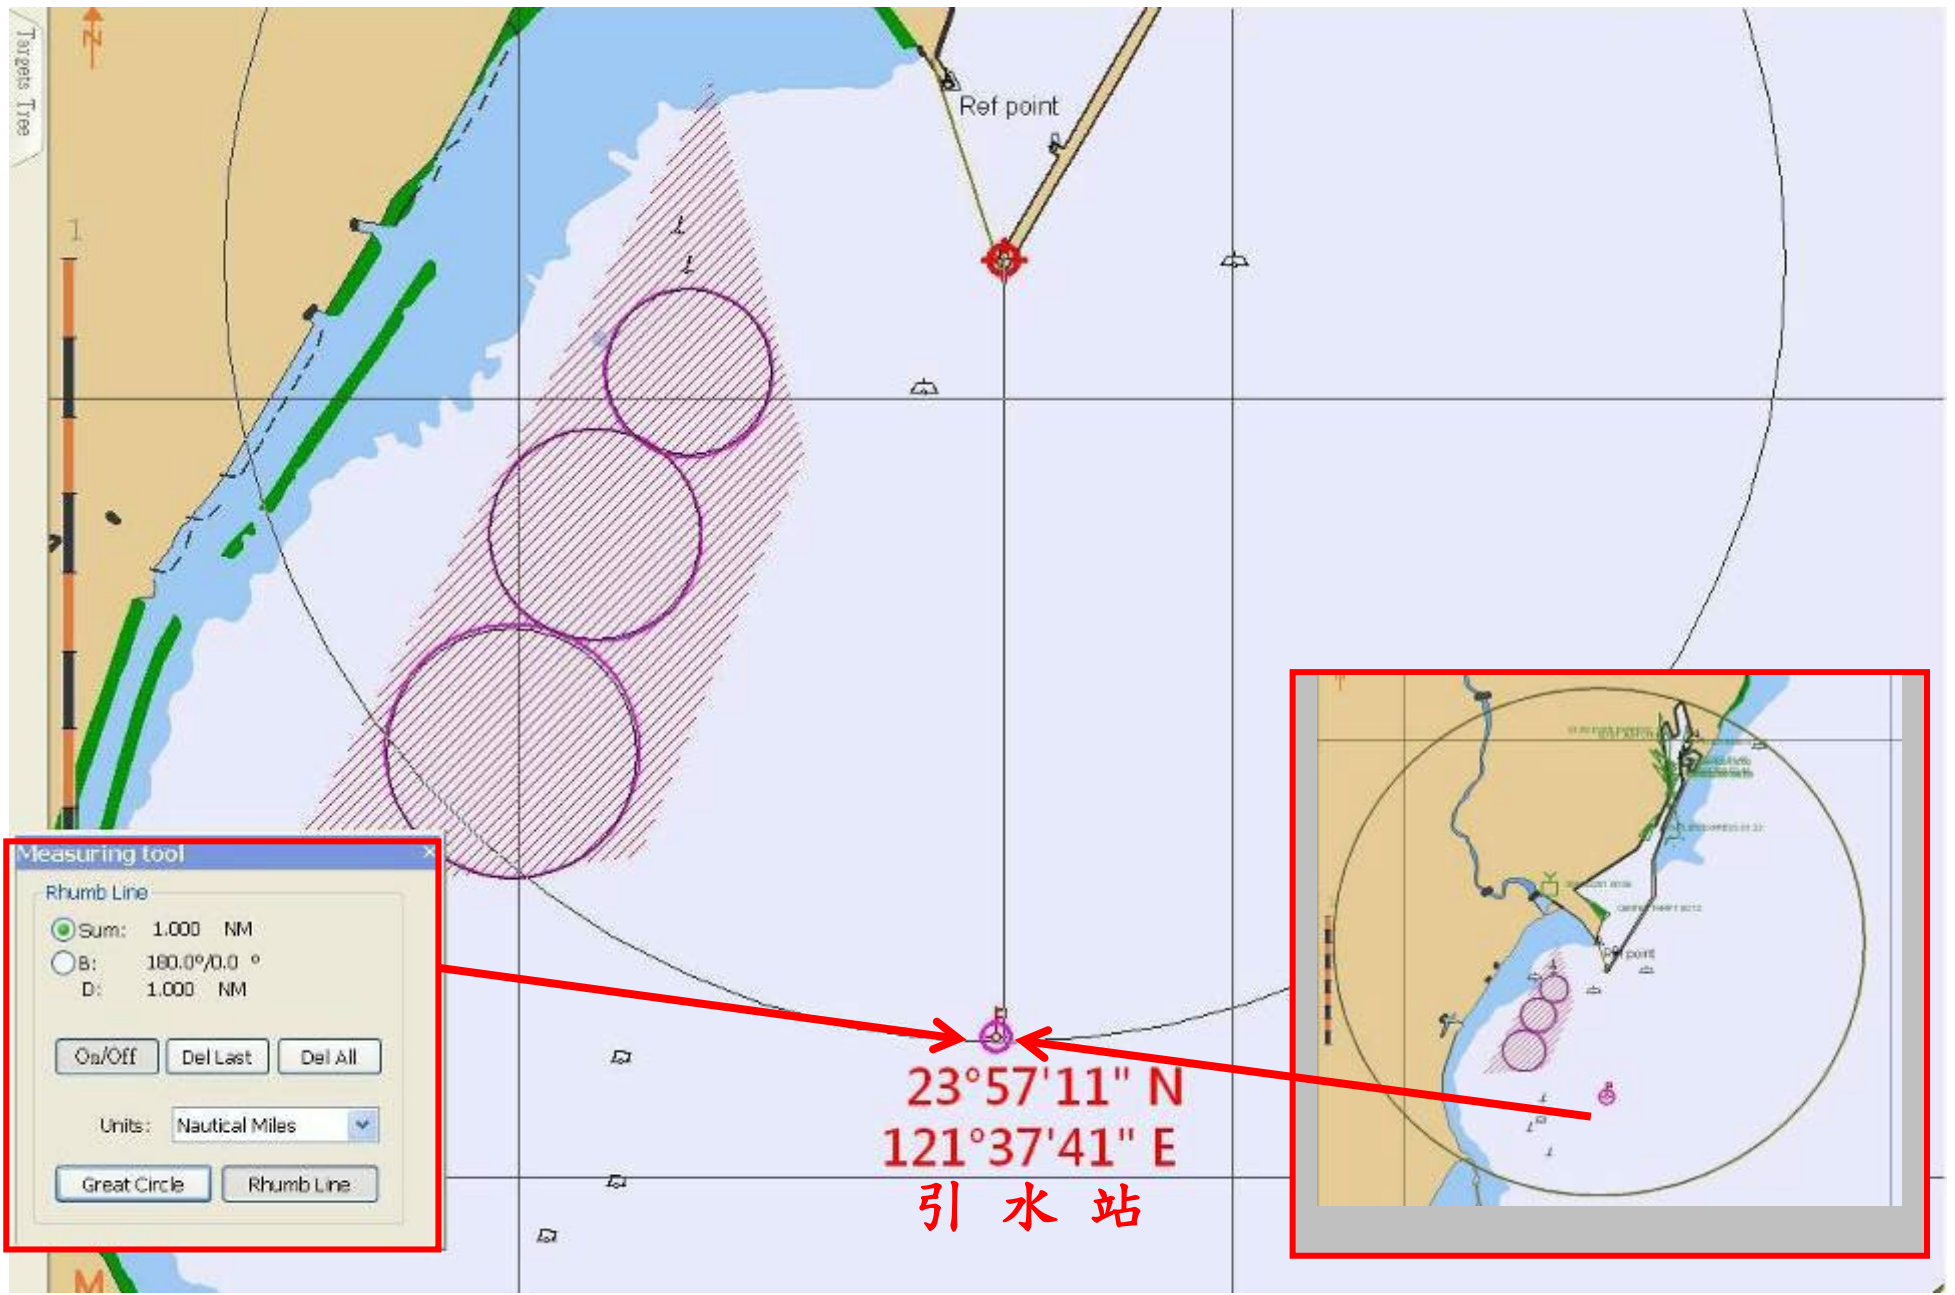 Targets Tree
N
Ref point
1
Measuring tool
Rhumb Line
Sum: 1.000 NM
B: 180.0°/0.0 °
D: 1.000 NM
On/Off Del Last Del All
Units: Nautical Miles
Great Circle Rhumb Line
M
23°57'11" N
121°37'41" E
引水站
Ref point